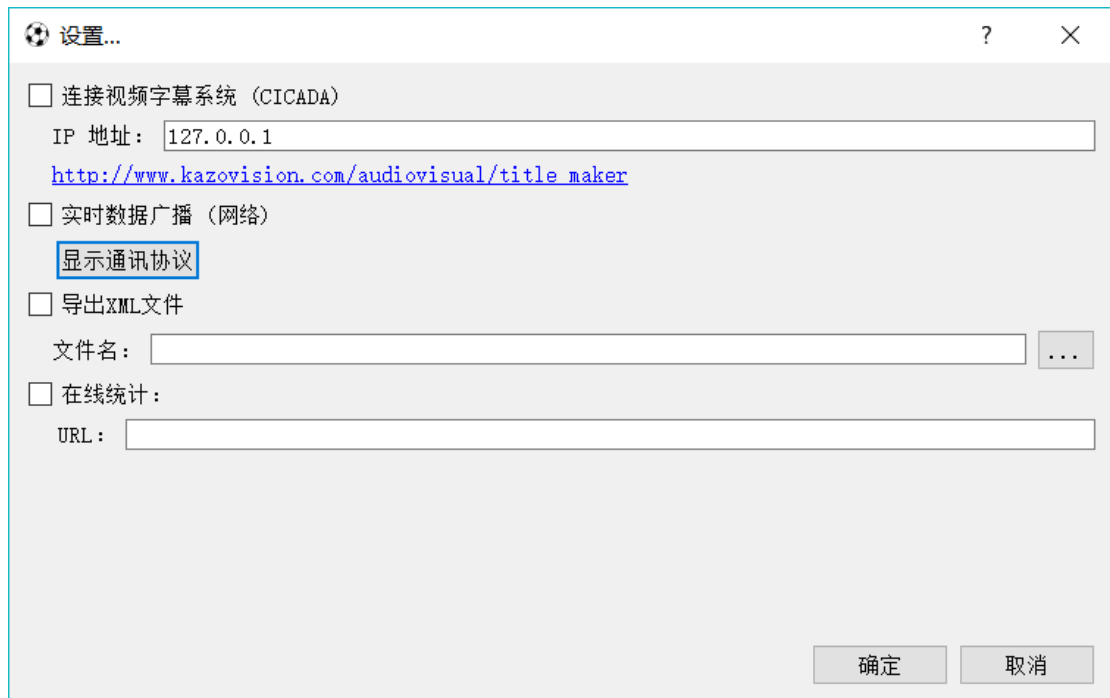 设置...
?
连接视频字幕系统 (CICADA)
IP 地址: 127.0.0.1
http://www.kazovision.com/audiovisual/title_maker
实时数据广播 (网络)
显示通讯协议
导出XML文件
文件名:
...
在线统计:
URL:
确定 取消